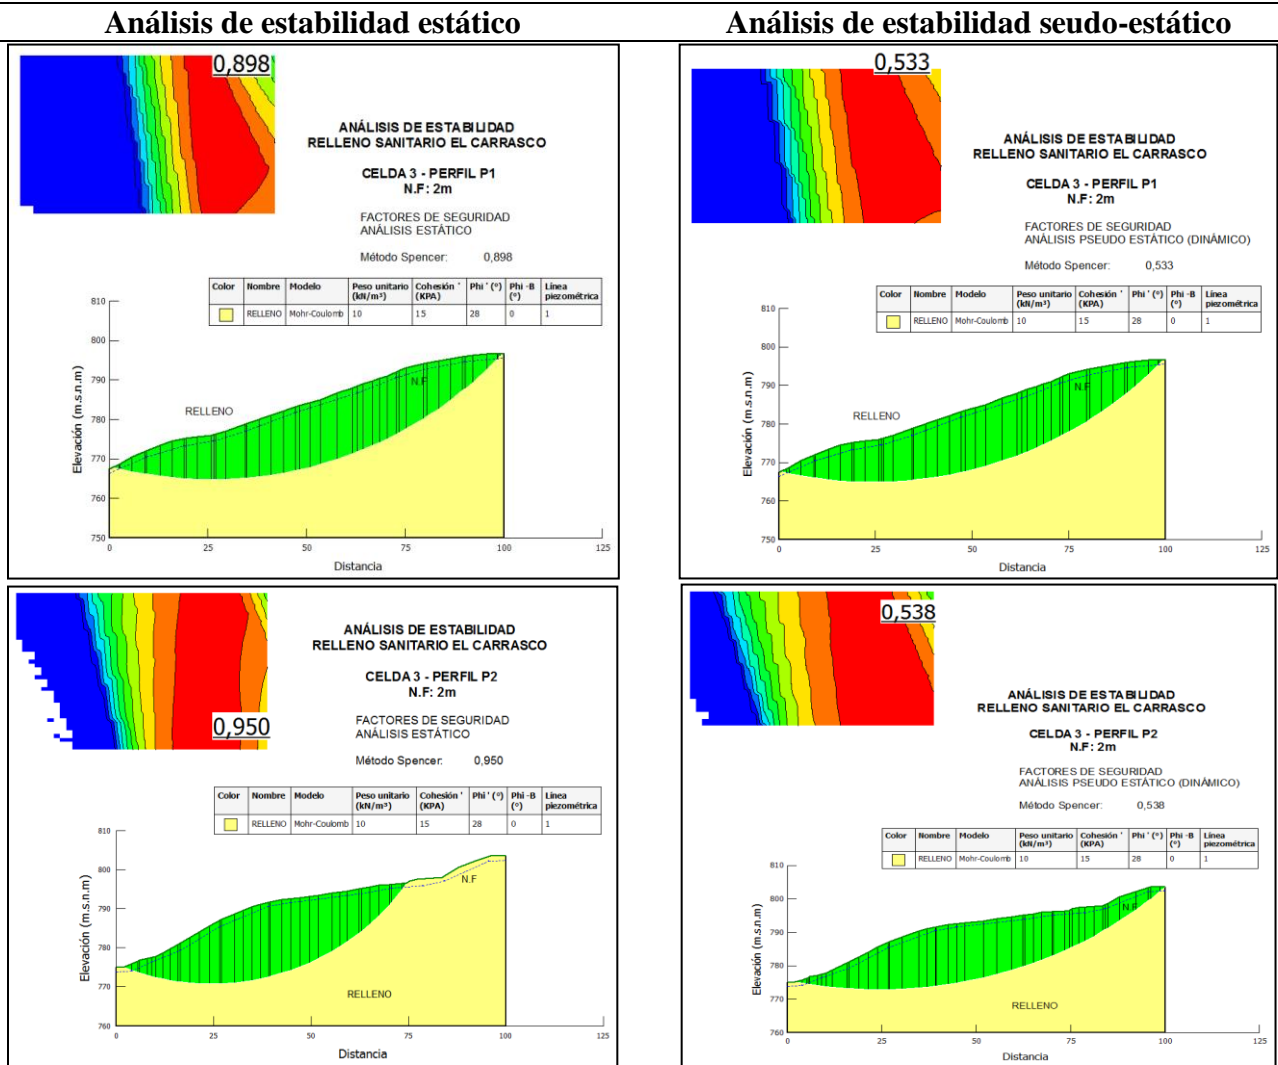 Análisis de estabilidad estático
Análisis de estabilidad seudo-estático
0,898
ANÁLISIS DE ESTABILIDAD
RELLENO SANITARIO EL CARRASCO
CELDA 3 - PERFIL P1
N.F: 2m
FACTORES DE SEGURIDAD
ANÁLISIS ESTÁTICO
Método Spencer: 0,898
Color Nombre Modelo Peso unitario (kN/m³) Cohesión ' (KPA) Phi ' (º) Phi -B (º) Línea piezométrica
RELLENO Mohr-Coulomb 10 15 28 0 1
810
800
790
780
770
760
750
Elevación (m.s.n.m)
RELLENO
N.F
0 25 50 75 100 125
Distancia
0,533
ANÁLISIS DE ESTABILIDAD
RELLENO SANITARIO EL CARRASCO
CELDA 3 - PERFIL P1
N.F: 2m
FACTORES DE SEGURIDAD
ANÁLISIS PSEUDO ESTÁTICO (DINÁMICO)
Método Spencer: 0,533
Color Nombre Modelo Peso unitario (kN/m³) Cohesión ' (KPA) Phi ' (º) Phi -B (º) Línea piezométrica
RELLENO Mohr-Coulomb 10 15 28 0 1
810
800
790
780
770
760
750
Elevación (m.s.n.m)
RELLENO
N.F
0 25 50 75 100 125
Distancia
0,950
ANÁLISIS DE ESTABILIDAD
RELLENO SANITARIO EL CARRASCO
CELDA 3 - PERFIL P2
N.F: 2m
FACTORES DE SEGURIDAD
ANÁLISIS ESTÁTICO
Método Spencer: 0,950
Color Nombre Modelo Peso unitario (kN/m³) Cohesión ' (KPA) Phi ' (º) Phi -B (º) Línea piezométrica
RELLENO Mohr-Coulomb 10 15 28 0 1
810
800
790
780
770
760
Elevación (m.s.n.m)
N.F
RELLENO
0 25 50 75 100 125
Distancia
0,538
ANÁLISIS DE ESTABILIDAD
RELLENO SANITARIO EL CARRASCO
CELDA 3 - PERFIL P2
N.F: 2m
FACTORES DE SEGURIDAD
ANÁLISIS PSEUDO ESTÁTICO (DINÁMICO)
Método Spencer: 0,538
Color Nombre Modelo Peso unitario (kN/m³) Cohesión ' (KPA) Phi ' (º) Phi -B (º) Línea piezométrica
RELLENO Mohr-Coulomb 10 15 28 0 1
810
800
790
780
770
760
Elevación (m.s.n.m)
N.F
RELLENO
0 25 50 75 100 125
Distancia